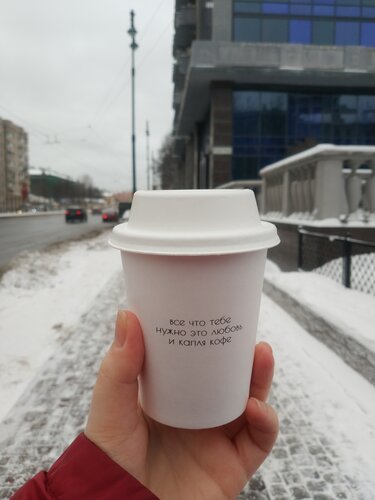 все что тебе
нужно это любовь
и капля кофе